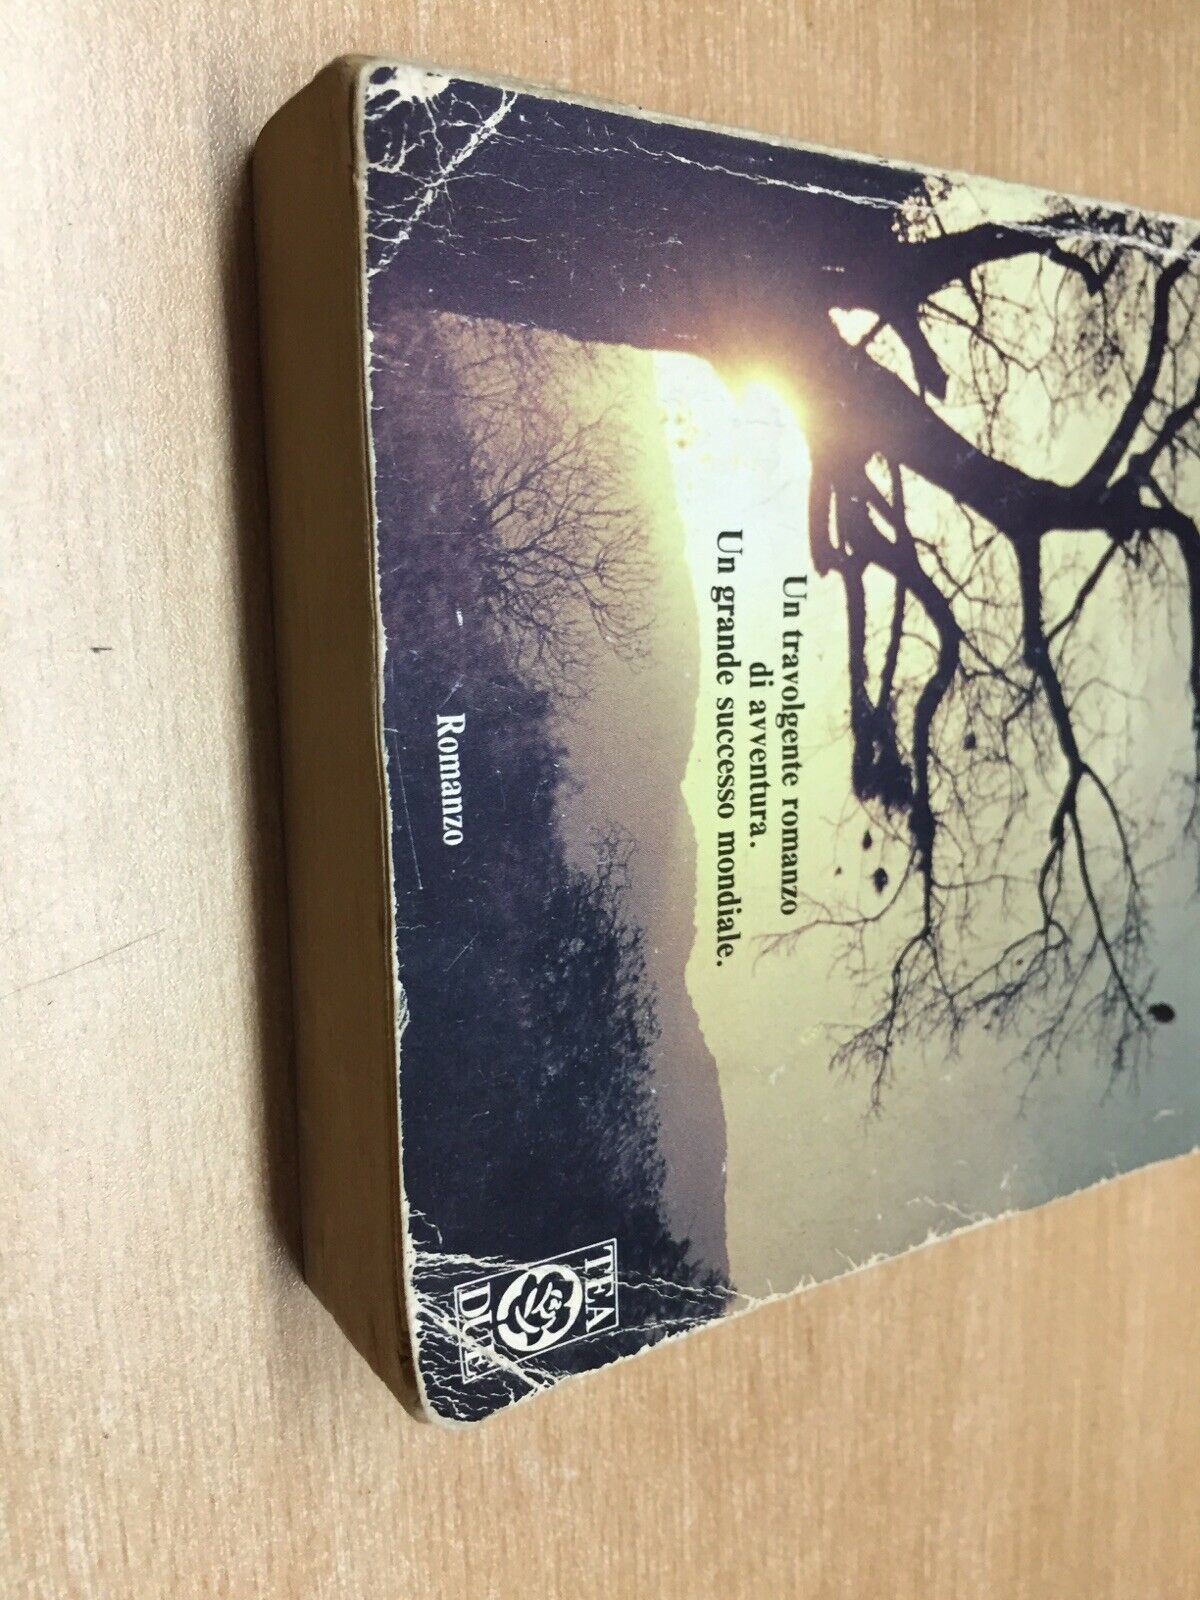 Un travolgente romanzo
di avventura.
Un grande successo mondiale.
Romanzo
TEA
DUE